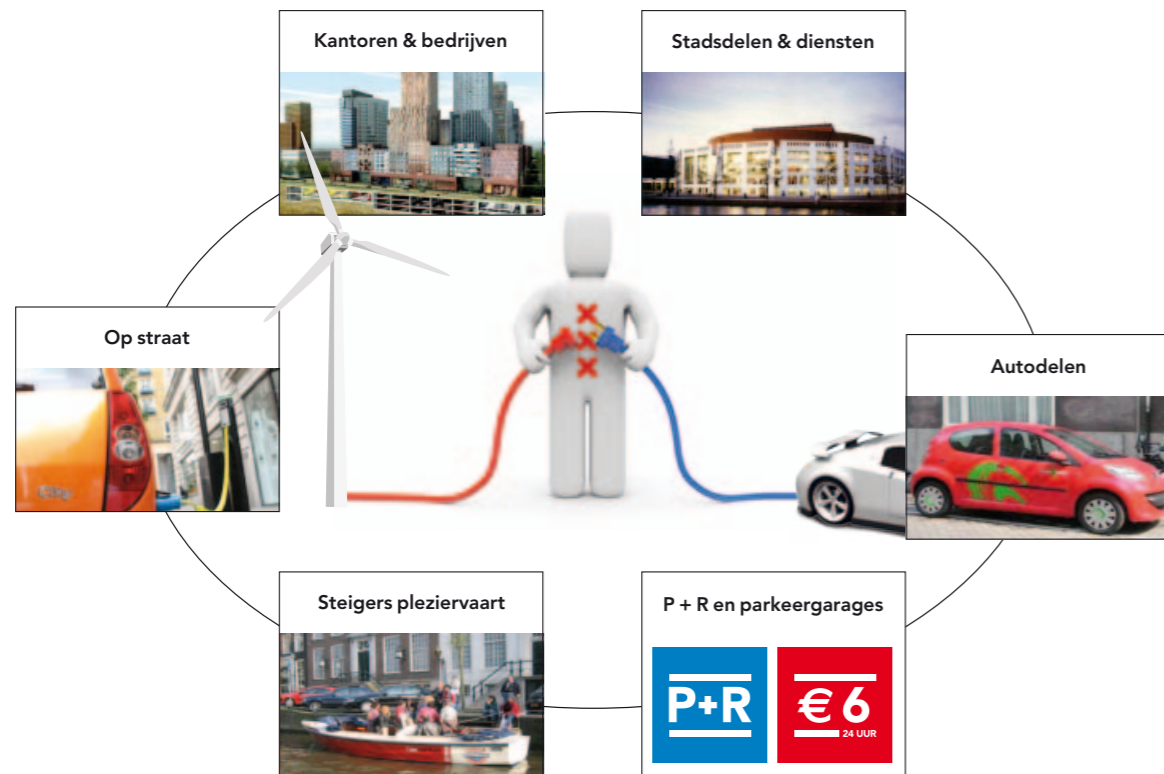 Kantoren & bedrijven
Stadsdelen & diensten
Op straat
Autodelen
Steigers pleziervaart
P + R en parkeergarages
P+R
€ 6
24 UUR